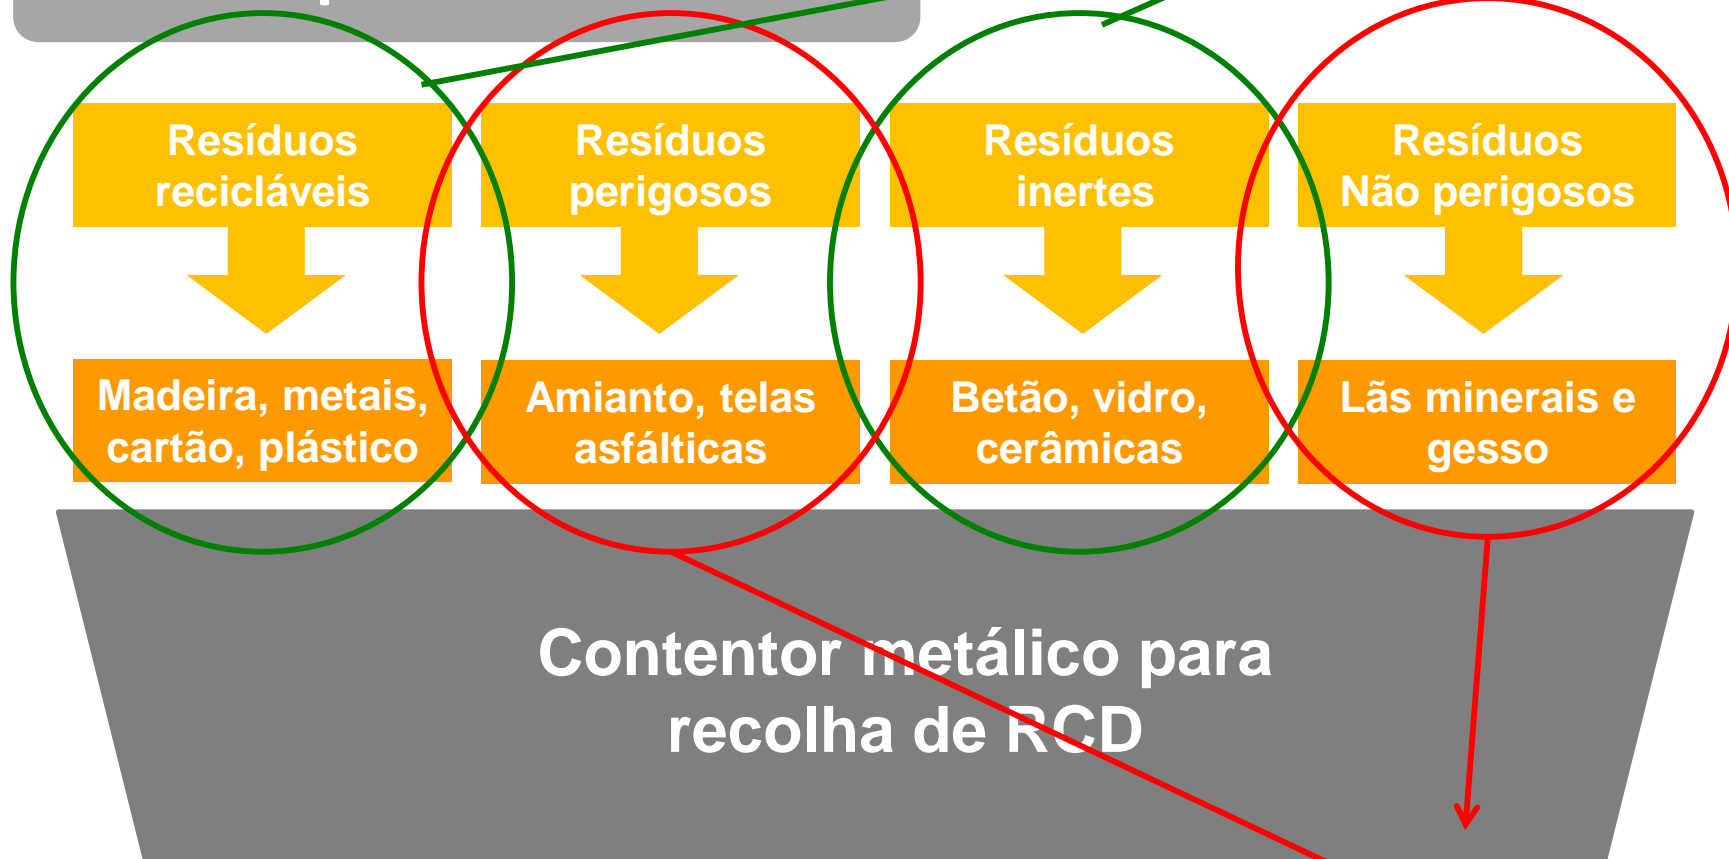 Resíduos
recicláveis
Resíduos
perigosos
Resíduos
inertes
Resíduos
Não perigosos
Madeira, metais,
cartão, plástico
Amianto, telas
asfálticas
Betão, vidro,
cerâmicas
Lãs minerais e
gesso
Contentor metálico para
recolha de RCD